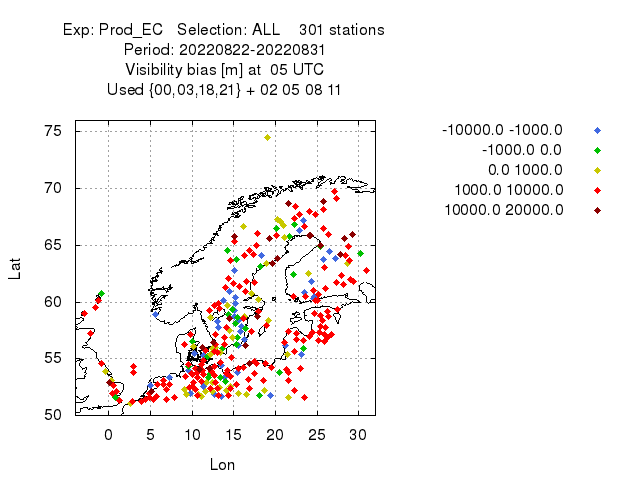 Exp: Prod_EC Selection: ALL 301 stations
Period: 20220822-20220831
Visibility bias [m] at 05 UTC
Used {00,03,18,21} + 02 05 08 11
-10000.0 -1000.0
-1000.0 0.0
0.0 1000.0
1000.0 10000.0
10000.0 20000.0
75
70
65
60
55
50
Lat
0 5 10 15 20 25 30
Lon